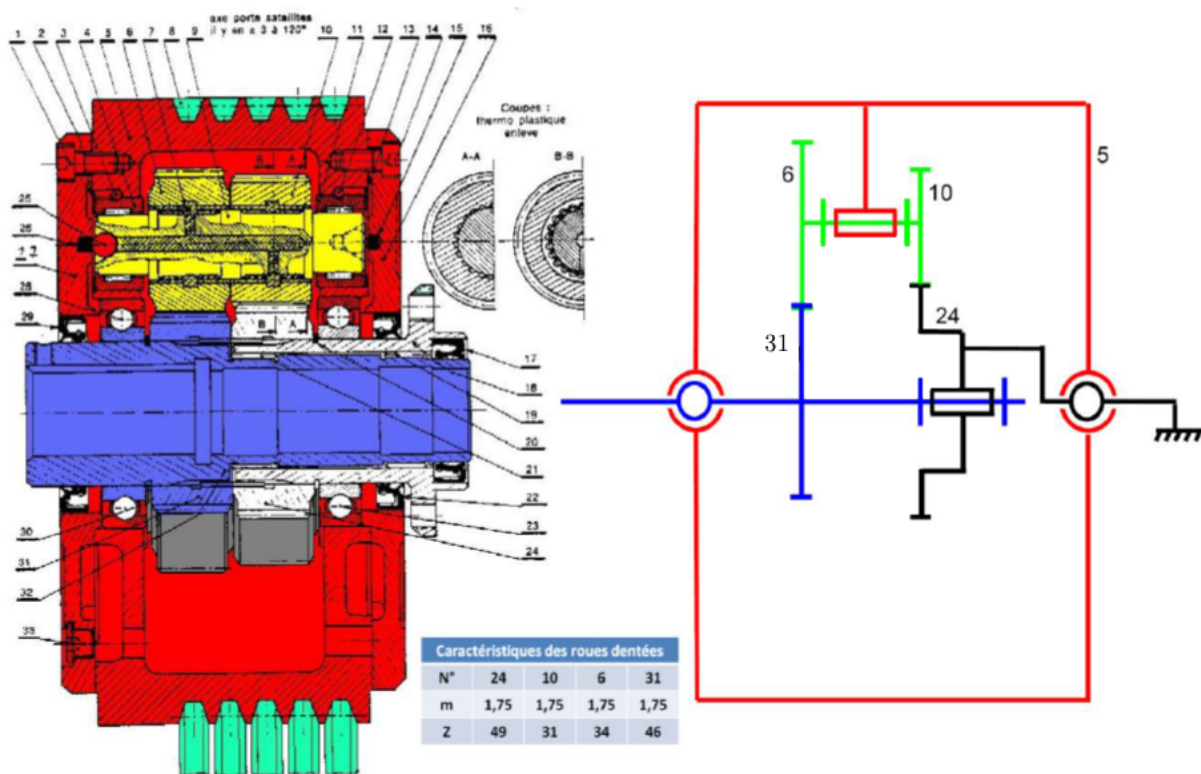 axe porte satellites
il y en a 3 à 120°
1 2 3 4 5 6 7 8 9 10 11 12 13 14 15 16
Coupes :
thermo plastique
enlevé
A-A B-B
B A
25
26
27
28
29
B A
17
18
19
20
21
22
23
24
30
31
32
33
6
10
5
24
31
Caractéristiques des roues dentées
N° 24 10 6 31
m 1,75 1,75 1,75 1,75
Z 49 31 34 46